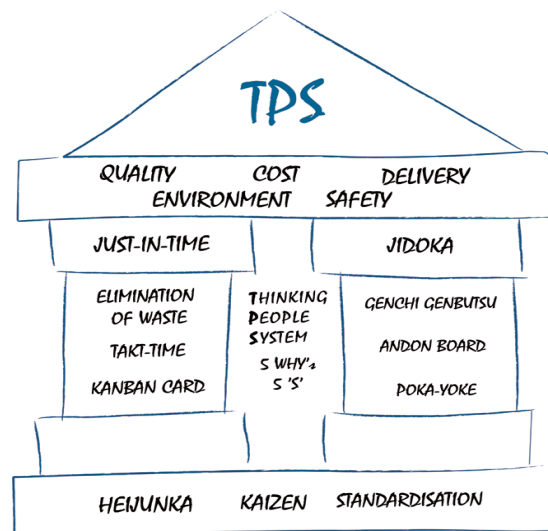 TPS
QUALITY COST DELIVERY
ENVIRONMENT SAFETY
JUST-IN-TIME
JIDOKA
ELIMINATION
OF WASTE
TAKT-TIME
KANBAN CARD
THINKING
PEOPLE
SYSTEM
5 WHY's
5 'S'
GENCHI GENBUTSU
ANDON BOARD
POKA-YOKE
HEIJUNKA KAIZEN STANDARDISATION